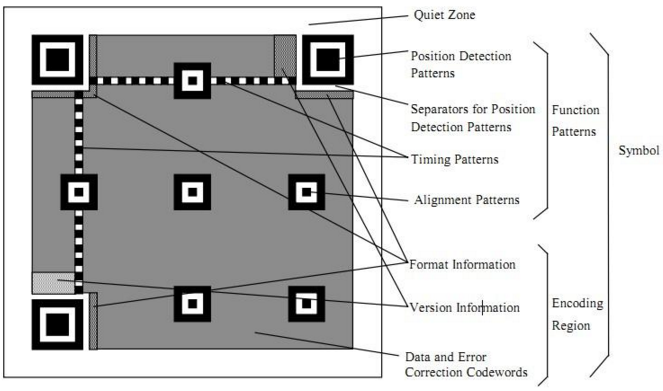 Quiet Zone
Position Detection
Patterns
Separators for Position
Detection Patterns
Timing Patterns
Alignment Patterns
Format Information
Version Information
Data and Error
Correction Codewords
Function
Patterns
Encoding
Region
Symbol